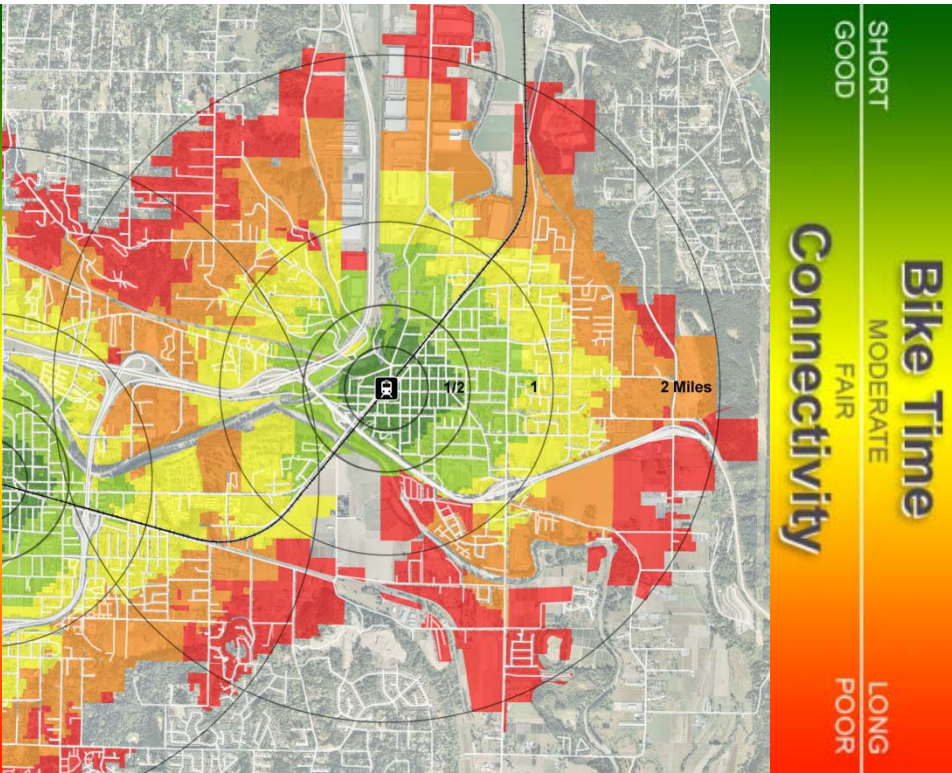 1/2
1
2 Miles
Bike Time
SHORT MODERATE LONG
GOOD FAIR POOR
Connectivity